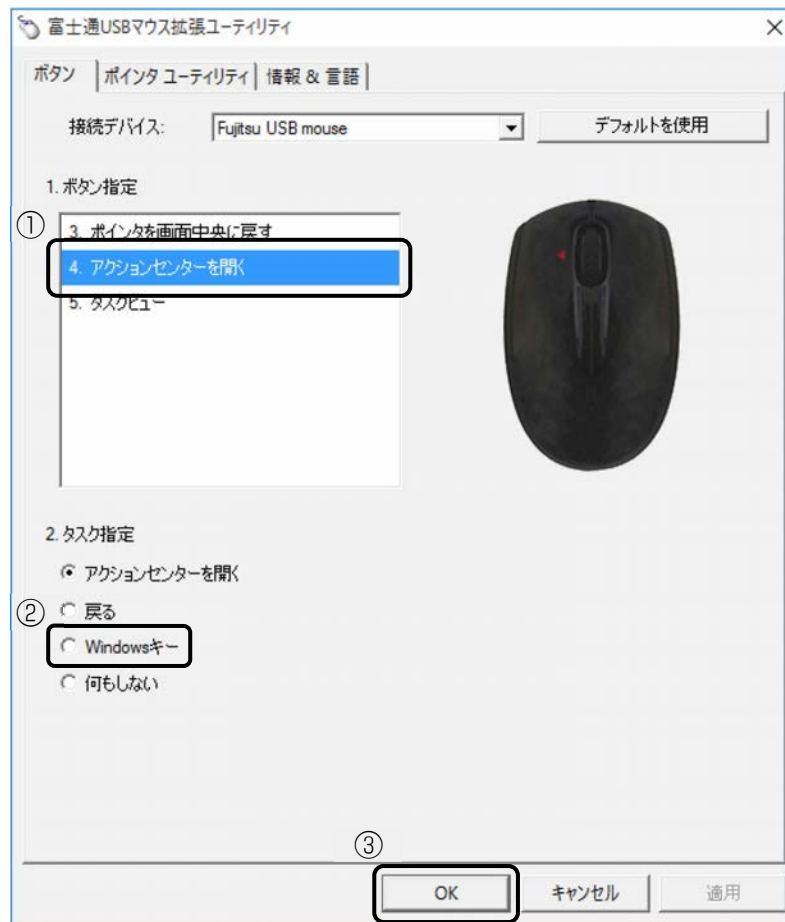 富士通USBマウス拡張ユーティリティ
ボタン ポインタ ユーティリティ 情報 & 言語
接続デバイス: Fujitsu USB mouse デフォルトを使用
1. ボタン指定
①
3. ポインタを画面中央に戻す
4. アクションセンターを開く
5. タスクビュー
2. タスク指定
アクションセンターを開く
② 戻る
Windowsキー
何もしない
③
OK キャンセル 適用